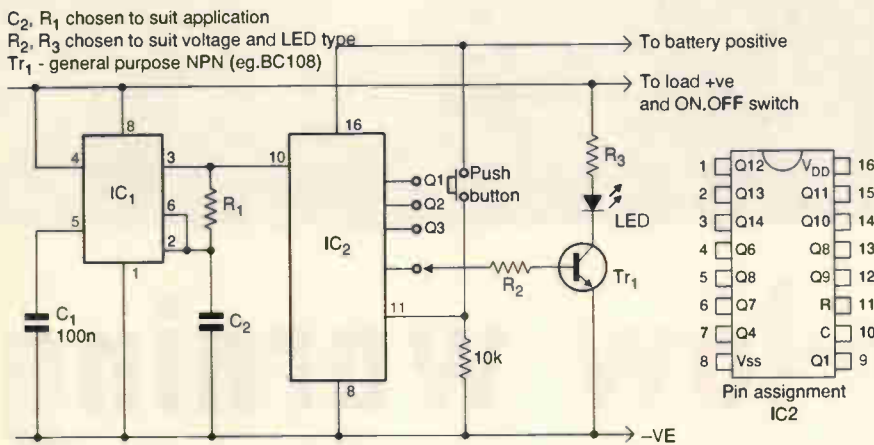 C2, R1 chosen to suit application
R2, R3 chosen to suit voltage and LED type
Tr1 - general purpose NPN (eg.BC108)
To battery positive
To load +ve
and ON.OFF switch
8
16
4
3
10
IC1
5
6
2
R1
1
C1
100n
C2
IC2
Q1
Q2
Q3
Push
button
11
8
10k
R2
R3
LED
Tr1
–VE
1 Q12 VDD 16
2 Q13 Q11 15
3 Q14 Q10 14
4 Q6 Q8 13
5 Q8 Q9 12
6 Q7 R 11
7 Q4 C 10
8 Vss Q1 9
Pin assignment
IC2